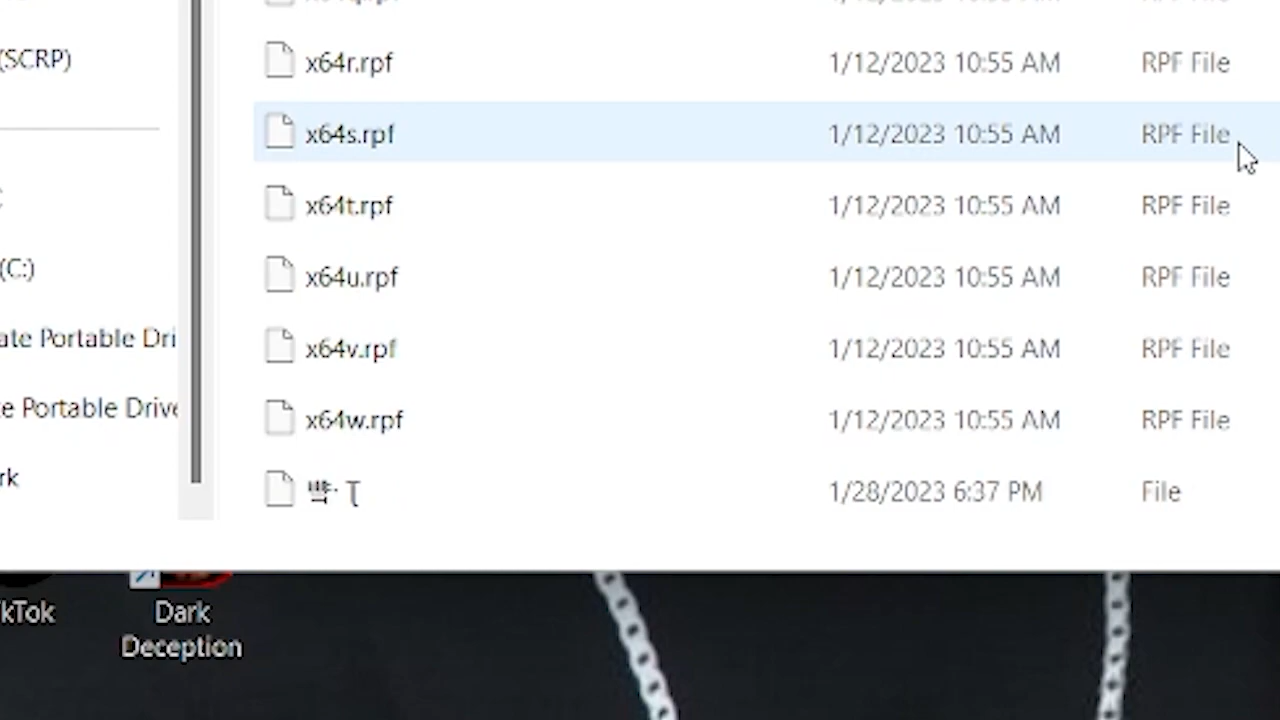 (SCRP)
(C:)
ate Portable Dri
e Portable Drive
rk
x64r.rpf 1/12/2023 10:55 AM RPF File
x64s.rpf 1/12/2023 10:55 AM RPF File
x64t.rpf 1/12/2023 10:55 AM RPF File
x64u.rpf 1/12/2023 10:55 AM RPF File
x64v.rpf 1/12/2023 10:55 AM RPF File
x64w.rpf 1/12/2023 10:55 AM RPF File
1/28/2023 6:37 PM File
kTok
Dark
Deception